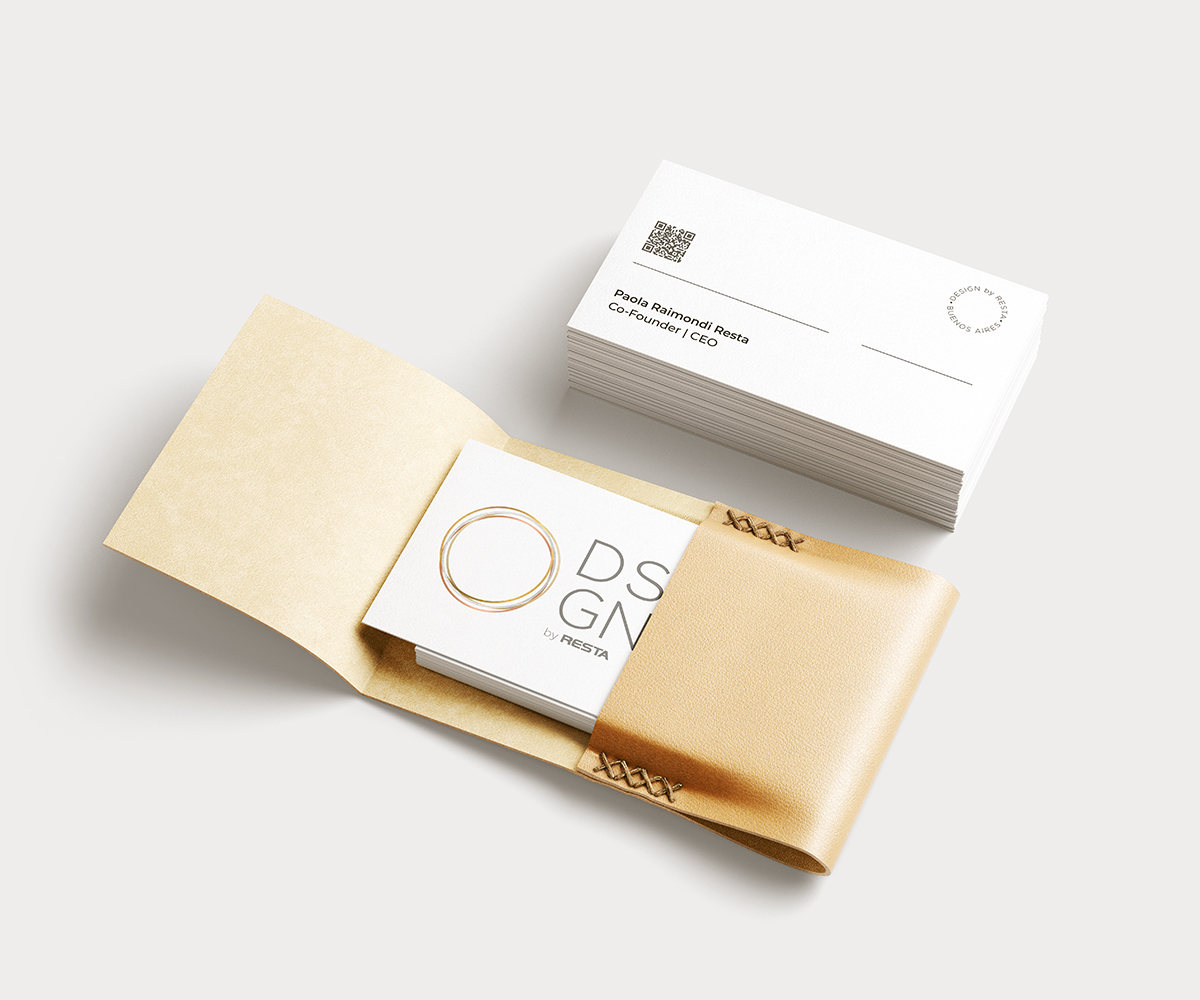 Paola Raimondi Resta
Co-Founder | CEO
•DESIGN by RESTA•
BUENOS AIRES
DS
GN
by RESTA